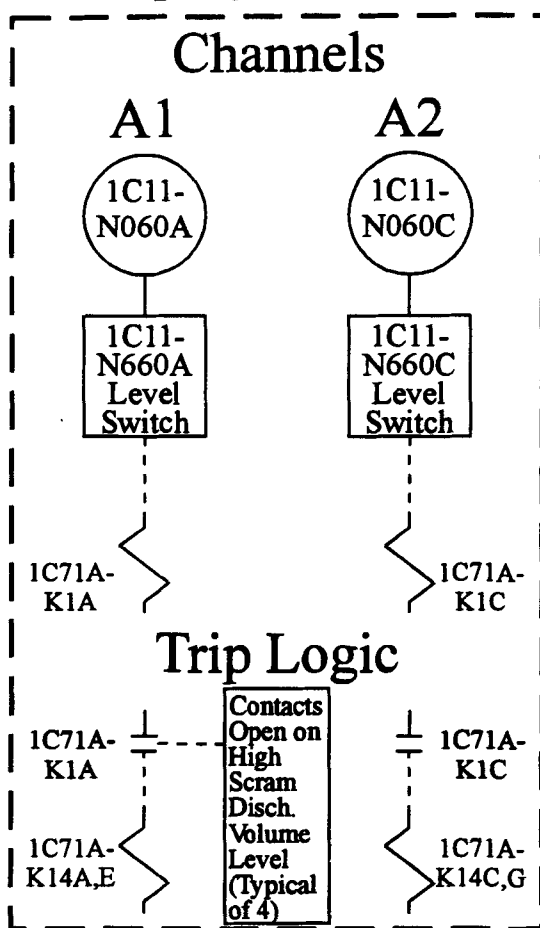 Channels
A1
A2
1C11-
N060A
1C11-
N060C
1C11-
N660A
Level
Switch
1C11-
N660C
Level
Switch
1C71A-
K1A
1C71A-
K1C
Trip Logic
1C71A-
K1A
Contacts
Open on
High
Scram
Disch.
Volume
Level
(Typical
of 4)
1C71A-
K1C
1C71A-
K14A,E
1C71A-
K14C,G